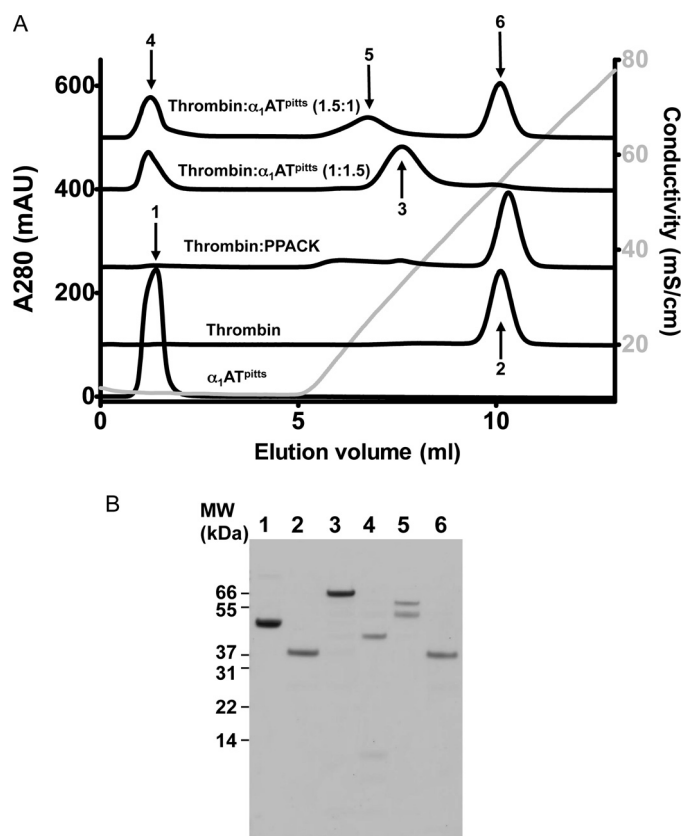 A
4
5
6
80
600
Thrombin:α₁ATᵖⁱᵗᵗˢ (1.5:1)
60
Thrombin:α₁ATᵖⁱᵗᵗˢ (1:1.5)
400
3
1
Thrombin:PPACK
40
200
Thrombin
2
20
α₁ATᵖⁱᵗᵗˢ
0
A280 (mAU)
Conductivity (mS/cm)
0 5 10
Elution volume (ml)
B
MW
(kDa)
1 2 3 4 5 6
66
55
37
31
22
14